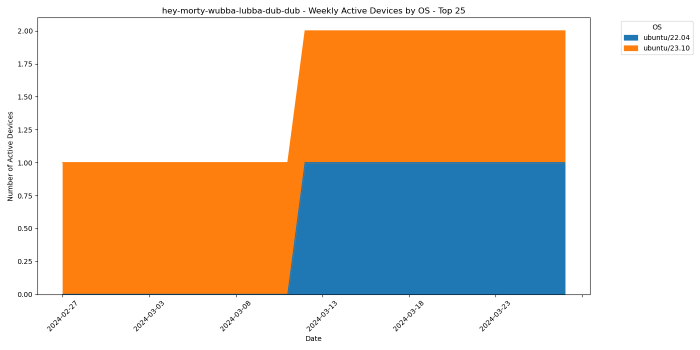 hey-morty-wubba-lubba-dub-dub - Weekly Active Devices by OS - Top 25
OS
ubuntu/22.04
ubuntu/23.10
Number of Active Devices
2.00
1.75
1.50
1.25
1.00
0.75
0.50
0.25
0.00
2024-02-27
2024-03-03
2024-03-08
2024-03-13
2024-03-18
2024-03-23
Date